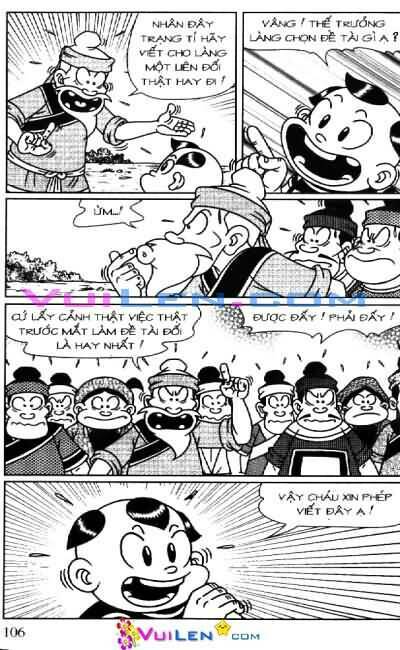 NHÂN ĐÂY
TRẠNG TÍ HÃY
VIẾT CHO LÀNG
MỘT LIÊN ĐỐI
THẬT HAY ĐI!
VÂNG! THẾ TRƯỞNG
LÀNG CHỌN ĐỀ TÀI GÌ Ạ?
ỪM...!
VUILEN.COM
CỨ LẤY CẢNH THẬT VIỆC THẬT
TRƯỚC MẮT LÀM ĐỀ TÀI ĐỐI
LÀ HAY NHẤT!
ĐƯỢC ĐẤY! PHẢI ĐẤY!
VẬY CHÁU XIN PHÉP
VIẾT ĐÂY Ạ!
106
VUILEN.COM